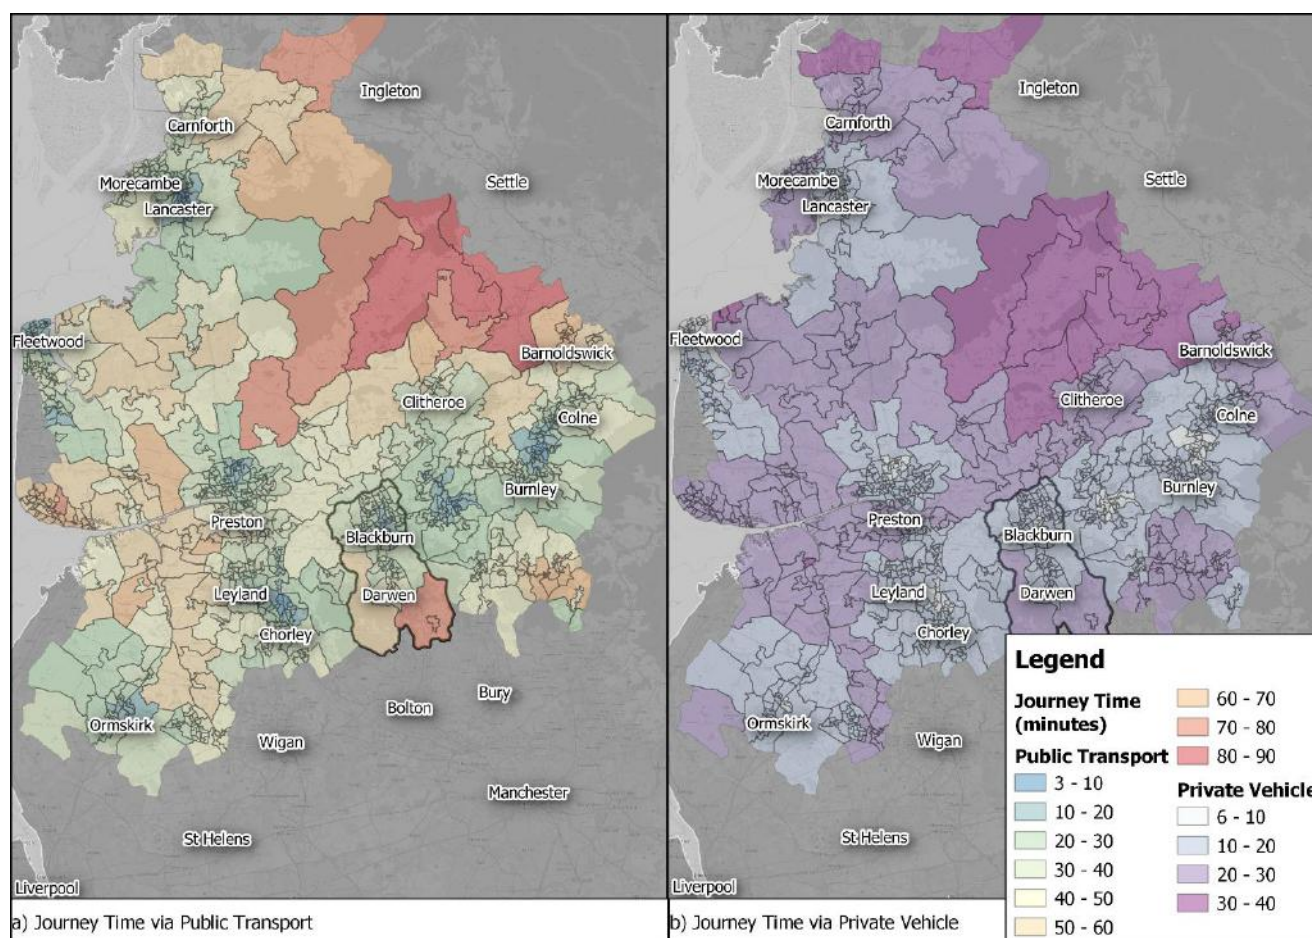 Ingleton
Carnforth
Settle
Morecambe
Lancaster
Fleetwood
Barnoldswick
Clitheroe
Colne
Burnley
Preston
Blackburn
Leyland
Darwen
Chorley
Bury
Bolton
Ormskirk
Wigan
Manchester
St Helens
Liverpool
a) Journey Time via Public Transport
Ingleton
Carnforth
Settle
Morecambe
Lancaster
Fleetwood
Barnoldswick
Clitheroe
Colne
Burnley
Preston
Blackburn
Leyland
Darwen
Chorley
Ormskirk
Wigan
St Helens
Liverpool
b) Journey Time via Private Vehicle
Legend
Journey Time
(minutes)
Public Transport
3 - 10
10 - 20
20 - 30
30 - 40
40 - 50
50 - 60
60 - 70
70 - 80
80 - 90
Private Vehicle
6 - 10
10 - 20
20 - 30
30 - 40